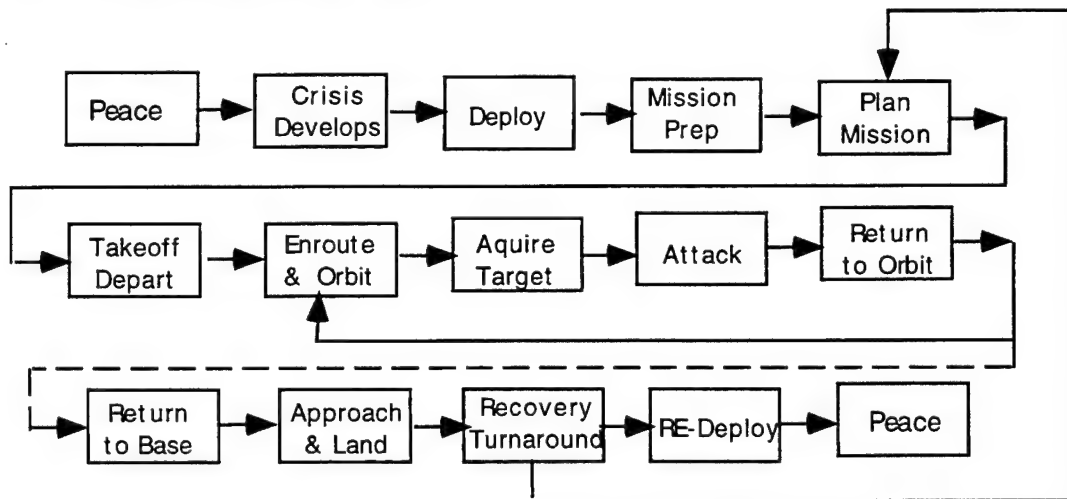 Peace
Crisis
Develops
Deploy
Mission
Prep
Plan
Mission
Takeoff
Depart
Enroute
& Orbit
Aquire
Target
Attack
Return
to Orbit
Return
to Base
Approach
& Land
Recovery
Turnaround
RE-Deploy
Peace